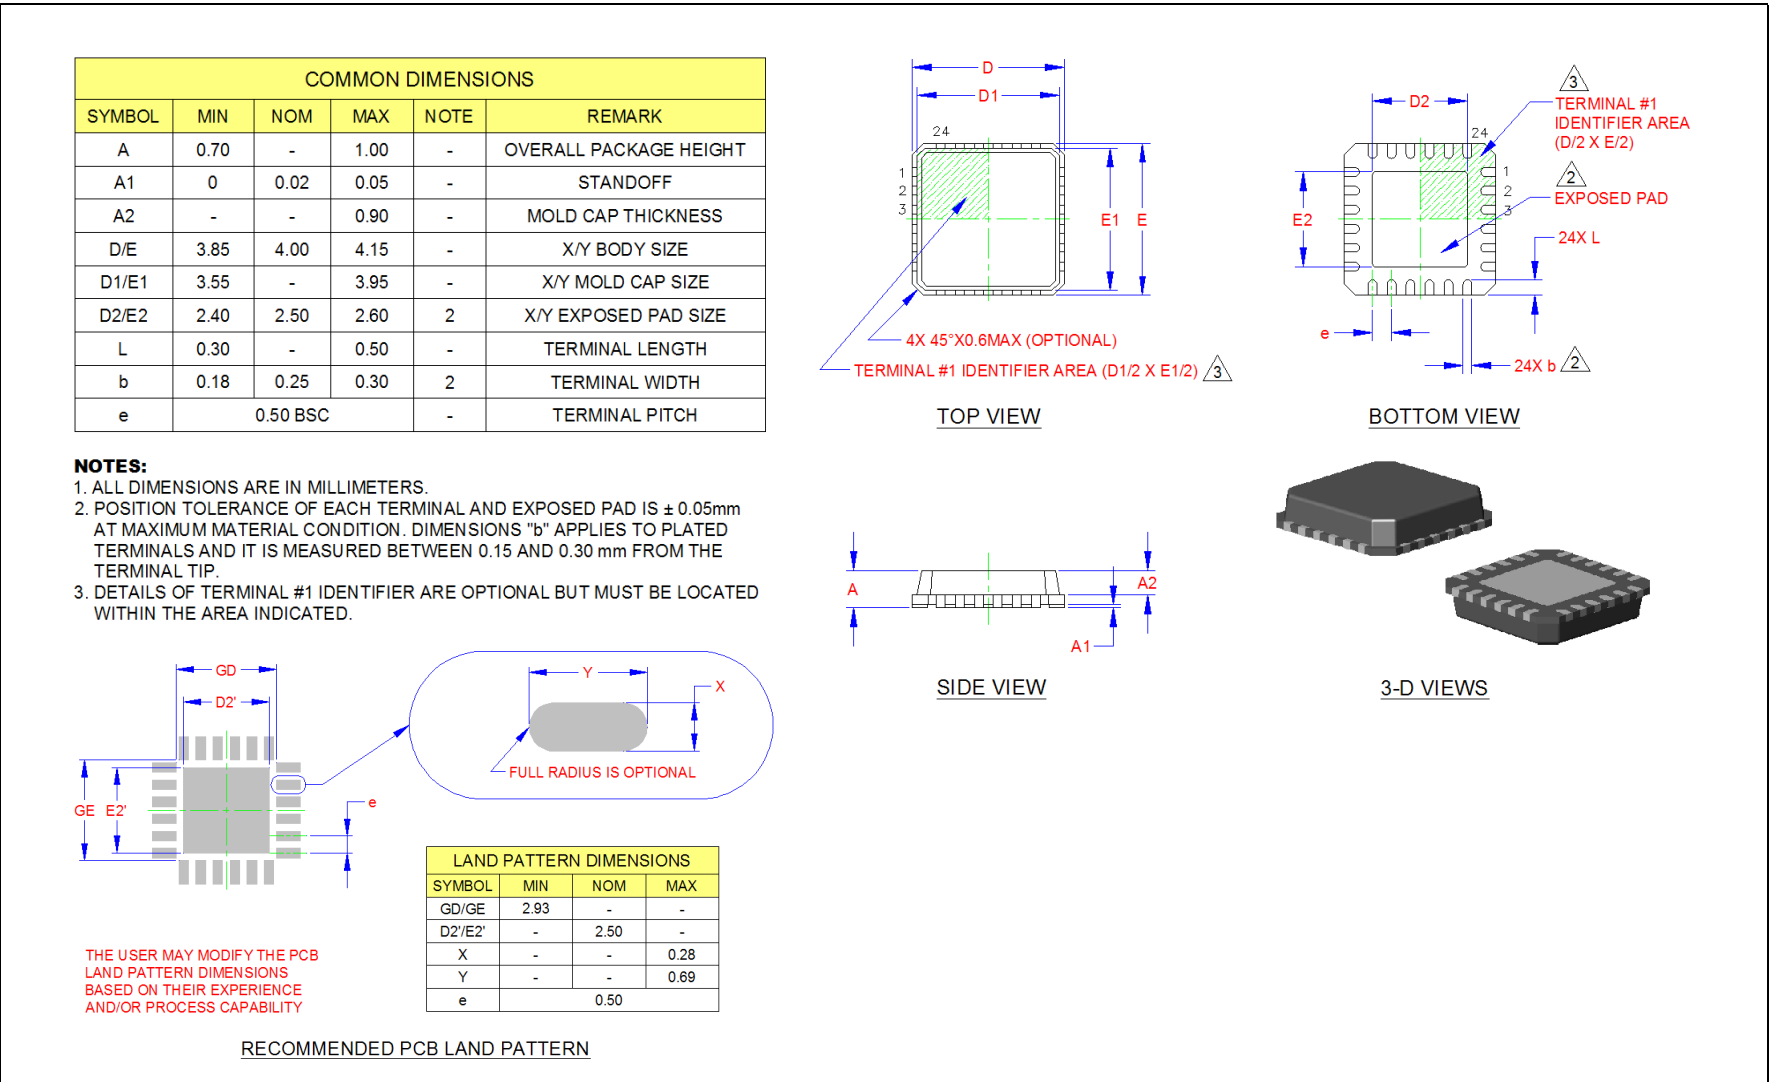 COMMON DIMENSIONS
SYMBOL MIN NOM MAX NOTE REMARK
A 0.70 - 1.00 - OVERALL PACKAGE HEIGHT
A1 0 0.02 0.05 - STANDOFF
A2 - - 0.90 - MOLD CAP THICKNESS
D/E 3.85 4.00 4.15 - X/Y BODY SIZE
D1/E1 3.55 - 3.95 - X/Y MOLD CAP SIZE
D2/E2 2.40 2.50 2.60 2 X/Y EXPOSED PAD SIZE
L 0.30 - 0.50 - TERMINAL LENGTH
b 0.18 0.25 0.30 2 TERMINAL WIDTH
e 0.50 BSC - TERMINAL PITCH
NOTES:
1. ALL DIMENSIONS ARE IN MILLIMETERS.
2. POSITION TOLERANCE OF EACH TERMINAL AND EXPOSED PAD IS ± 0.05mm
AT MAXIMUM MATERIAL CONDITION. DIMENSIONS "b" APPLIES TO PLATED
TERMINALS AND IT IS MEASURED BETWEEN 0.15 AND 0.30 mm FROM THE
TERMINAL TIP.
3. DETAILS OF TERMINAL #1 IDENTIFIER ARE OPTIONAL BUT MUST BE LOCATED
WITHIN THE AREA INDICATED.
D
D1
24
1
2
3
E1 E
4X 45°X0.6MAX (OPTIONAL)
TERMINAL #1 IDENTIFIER AREA (D1/2 X E1/2) 3
TOP VIEW
3
D2
TERMINAL #1
IDENTIFIER AREA
(D/2 X E/2)
24
1
2
3
2
EXPOSED PAD
E2
24X L
e
24X b 2
BOTTOM VIEW
A
A2
A1
SIDE VIEW
3-D VIEWS
GD
D2'
GE E2'
e
Y
X
FULL RADIUS IS OPTIONAL
LAND PATTERN DIMENSIONS
SYMBOL MIN NOM MAX
GD/GE 2.93 - -
D2'/E2' - 2.50 -
X - - 0.28
Y - - 0.69
e 0.50
THE USER MAY MODIFY THE PCB
LAND PATTERN DIMENSIONS
BASED ON THEIR EXPERIENCE
AND/OR PROCESS CAPABILITY
RECOMMENDED PCB LAND PATTERN